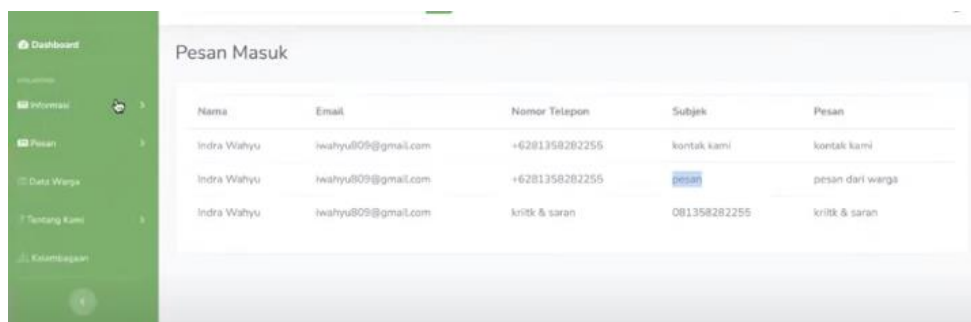 Dashboard
Pesan Masuk
Informasi
Nama Email Nomor Telepon Subjek Pesan
Pesan
Indra Wahyu iwahyu809@gmail.com +6281358282255 kontak kami kontak kami
Data Warga
Indra Wahyu iwahyu809@gmail.com +6281358282255 pesan pesan dari warga
Tentang Kami
Indra Wahyu iwahyu809@gmail.com kriitk & saran 081358282255 kriitk & saran
Kelembagaan